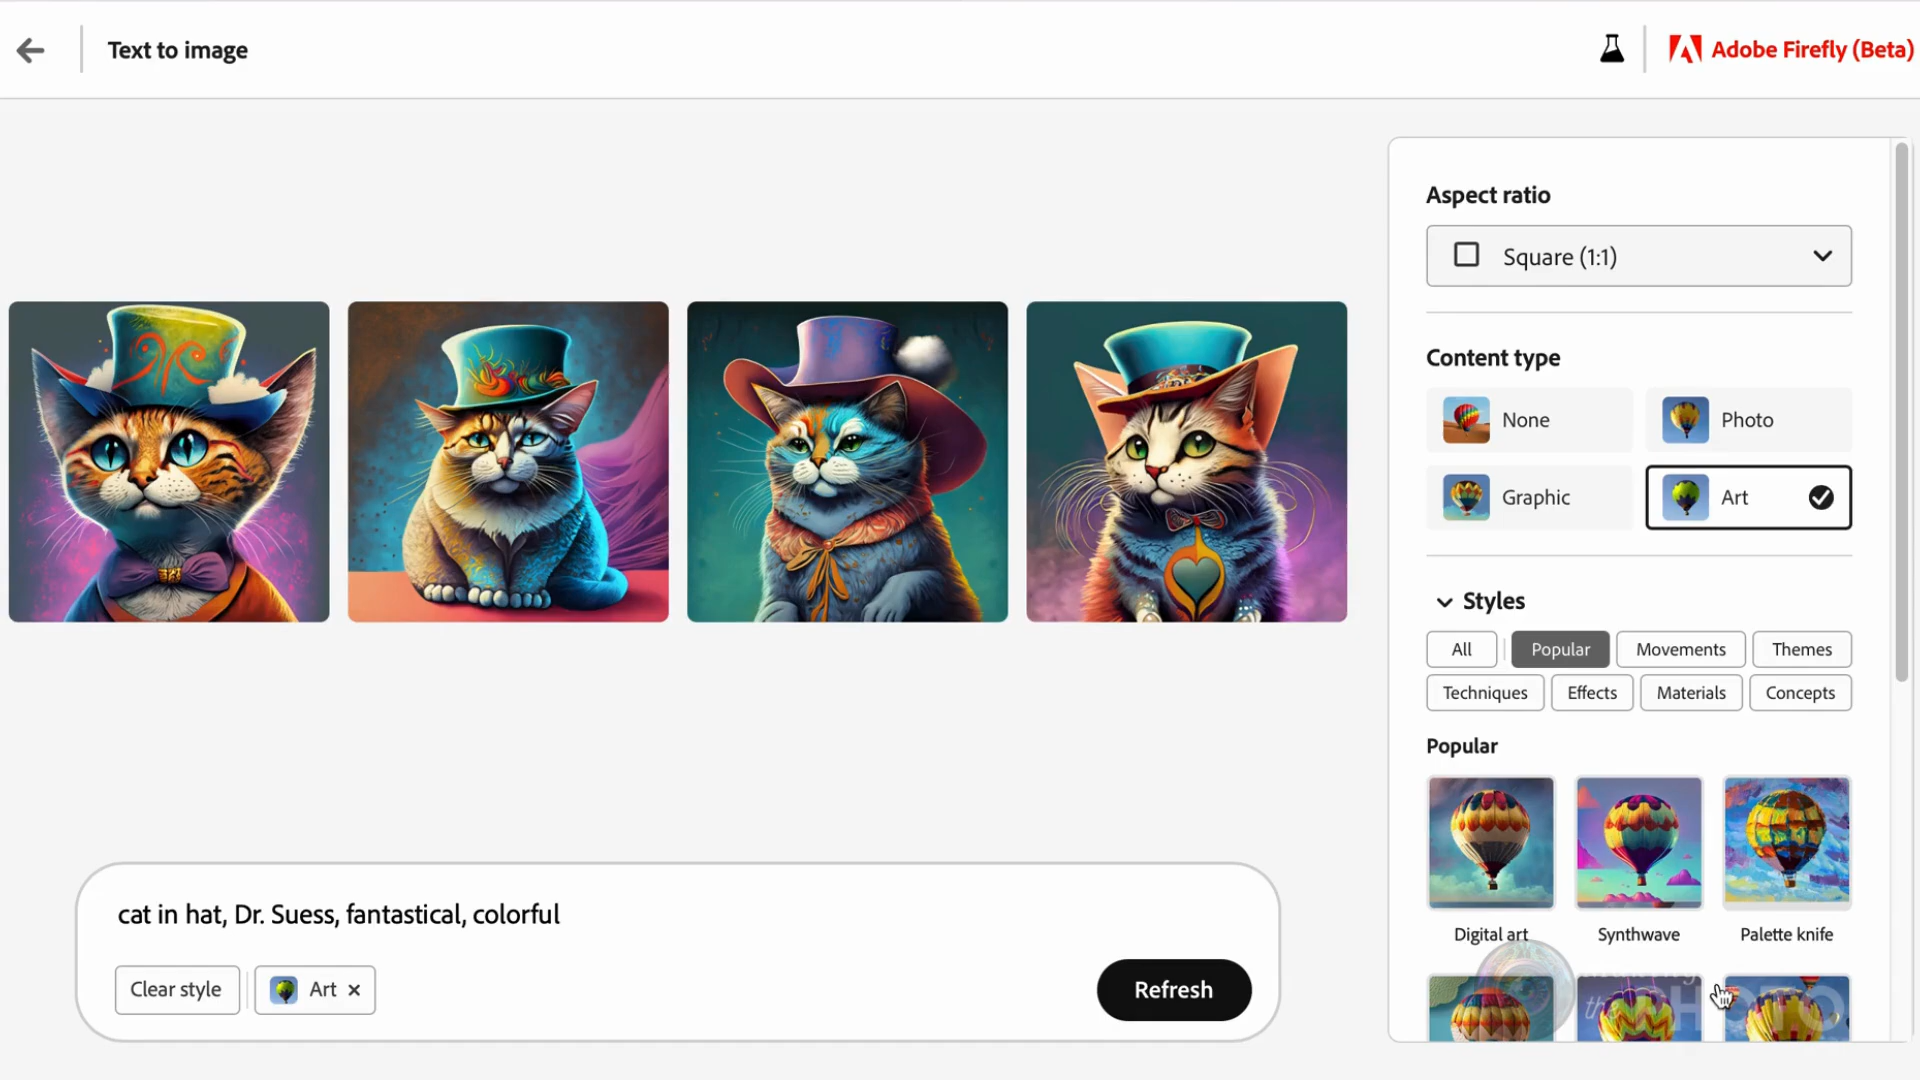 Text to image
Adobe Firefly (Beta)
Aspect ratio
Square (1:1)
Content type
None
Photo
Graphic
Art
Styles
All
Popular
Movements
Themes
Techniques
Effects
Materials
Concepts
Popular
Digital art
Synthwave
Palette knife
cat in hat, Dr. Suess, fantastical, colorful
Clear style
Art
Refresh
the PHOTO